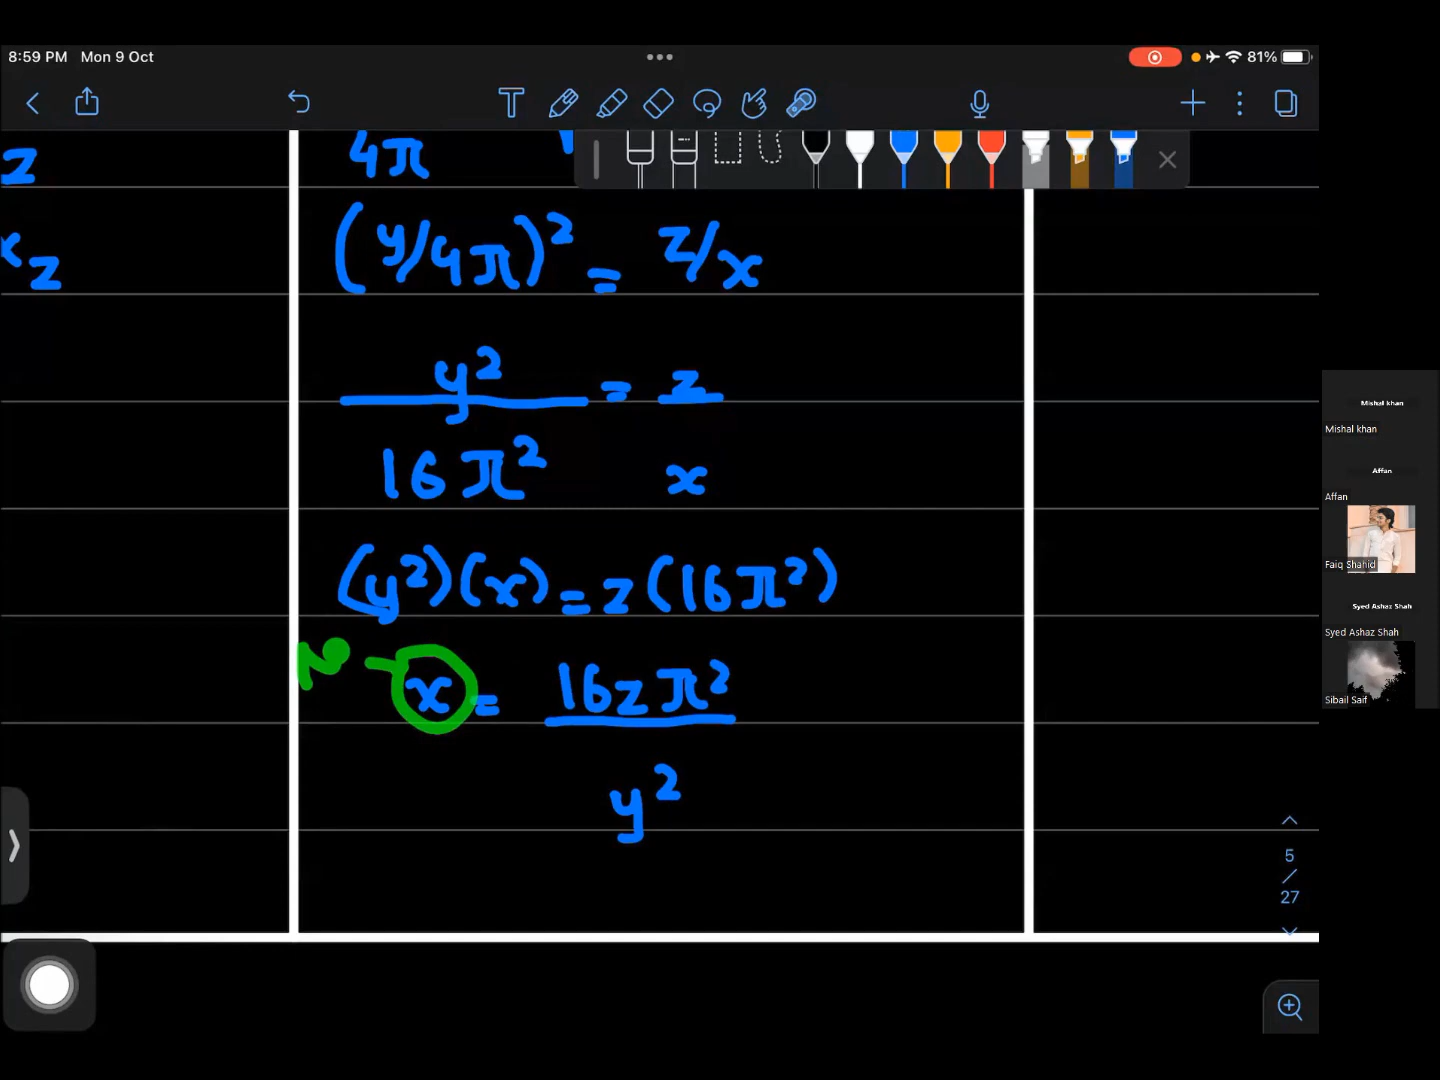 8:59 PM Mon 9 Oct
81%
z
4π
(y/4π)² = z/x
xz
y² = z
16π² x
(y²)(x) = z(16π²)
x = 16zπ²
y²
5
/
27
Mishal khan
Mishal khan
Affan
Affan
Faiq Shahid
Syed Ashaz Shah
Syed Ashaz Shah
Sibail Saif